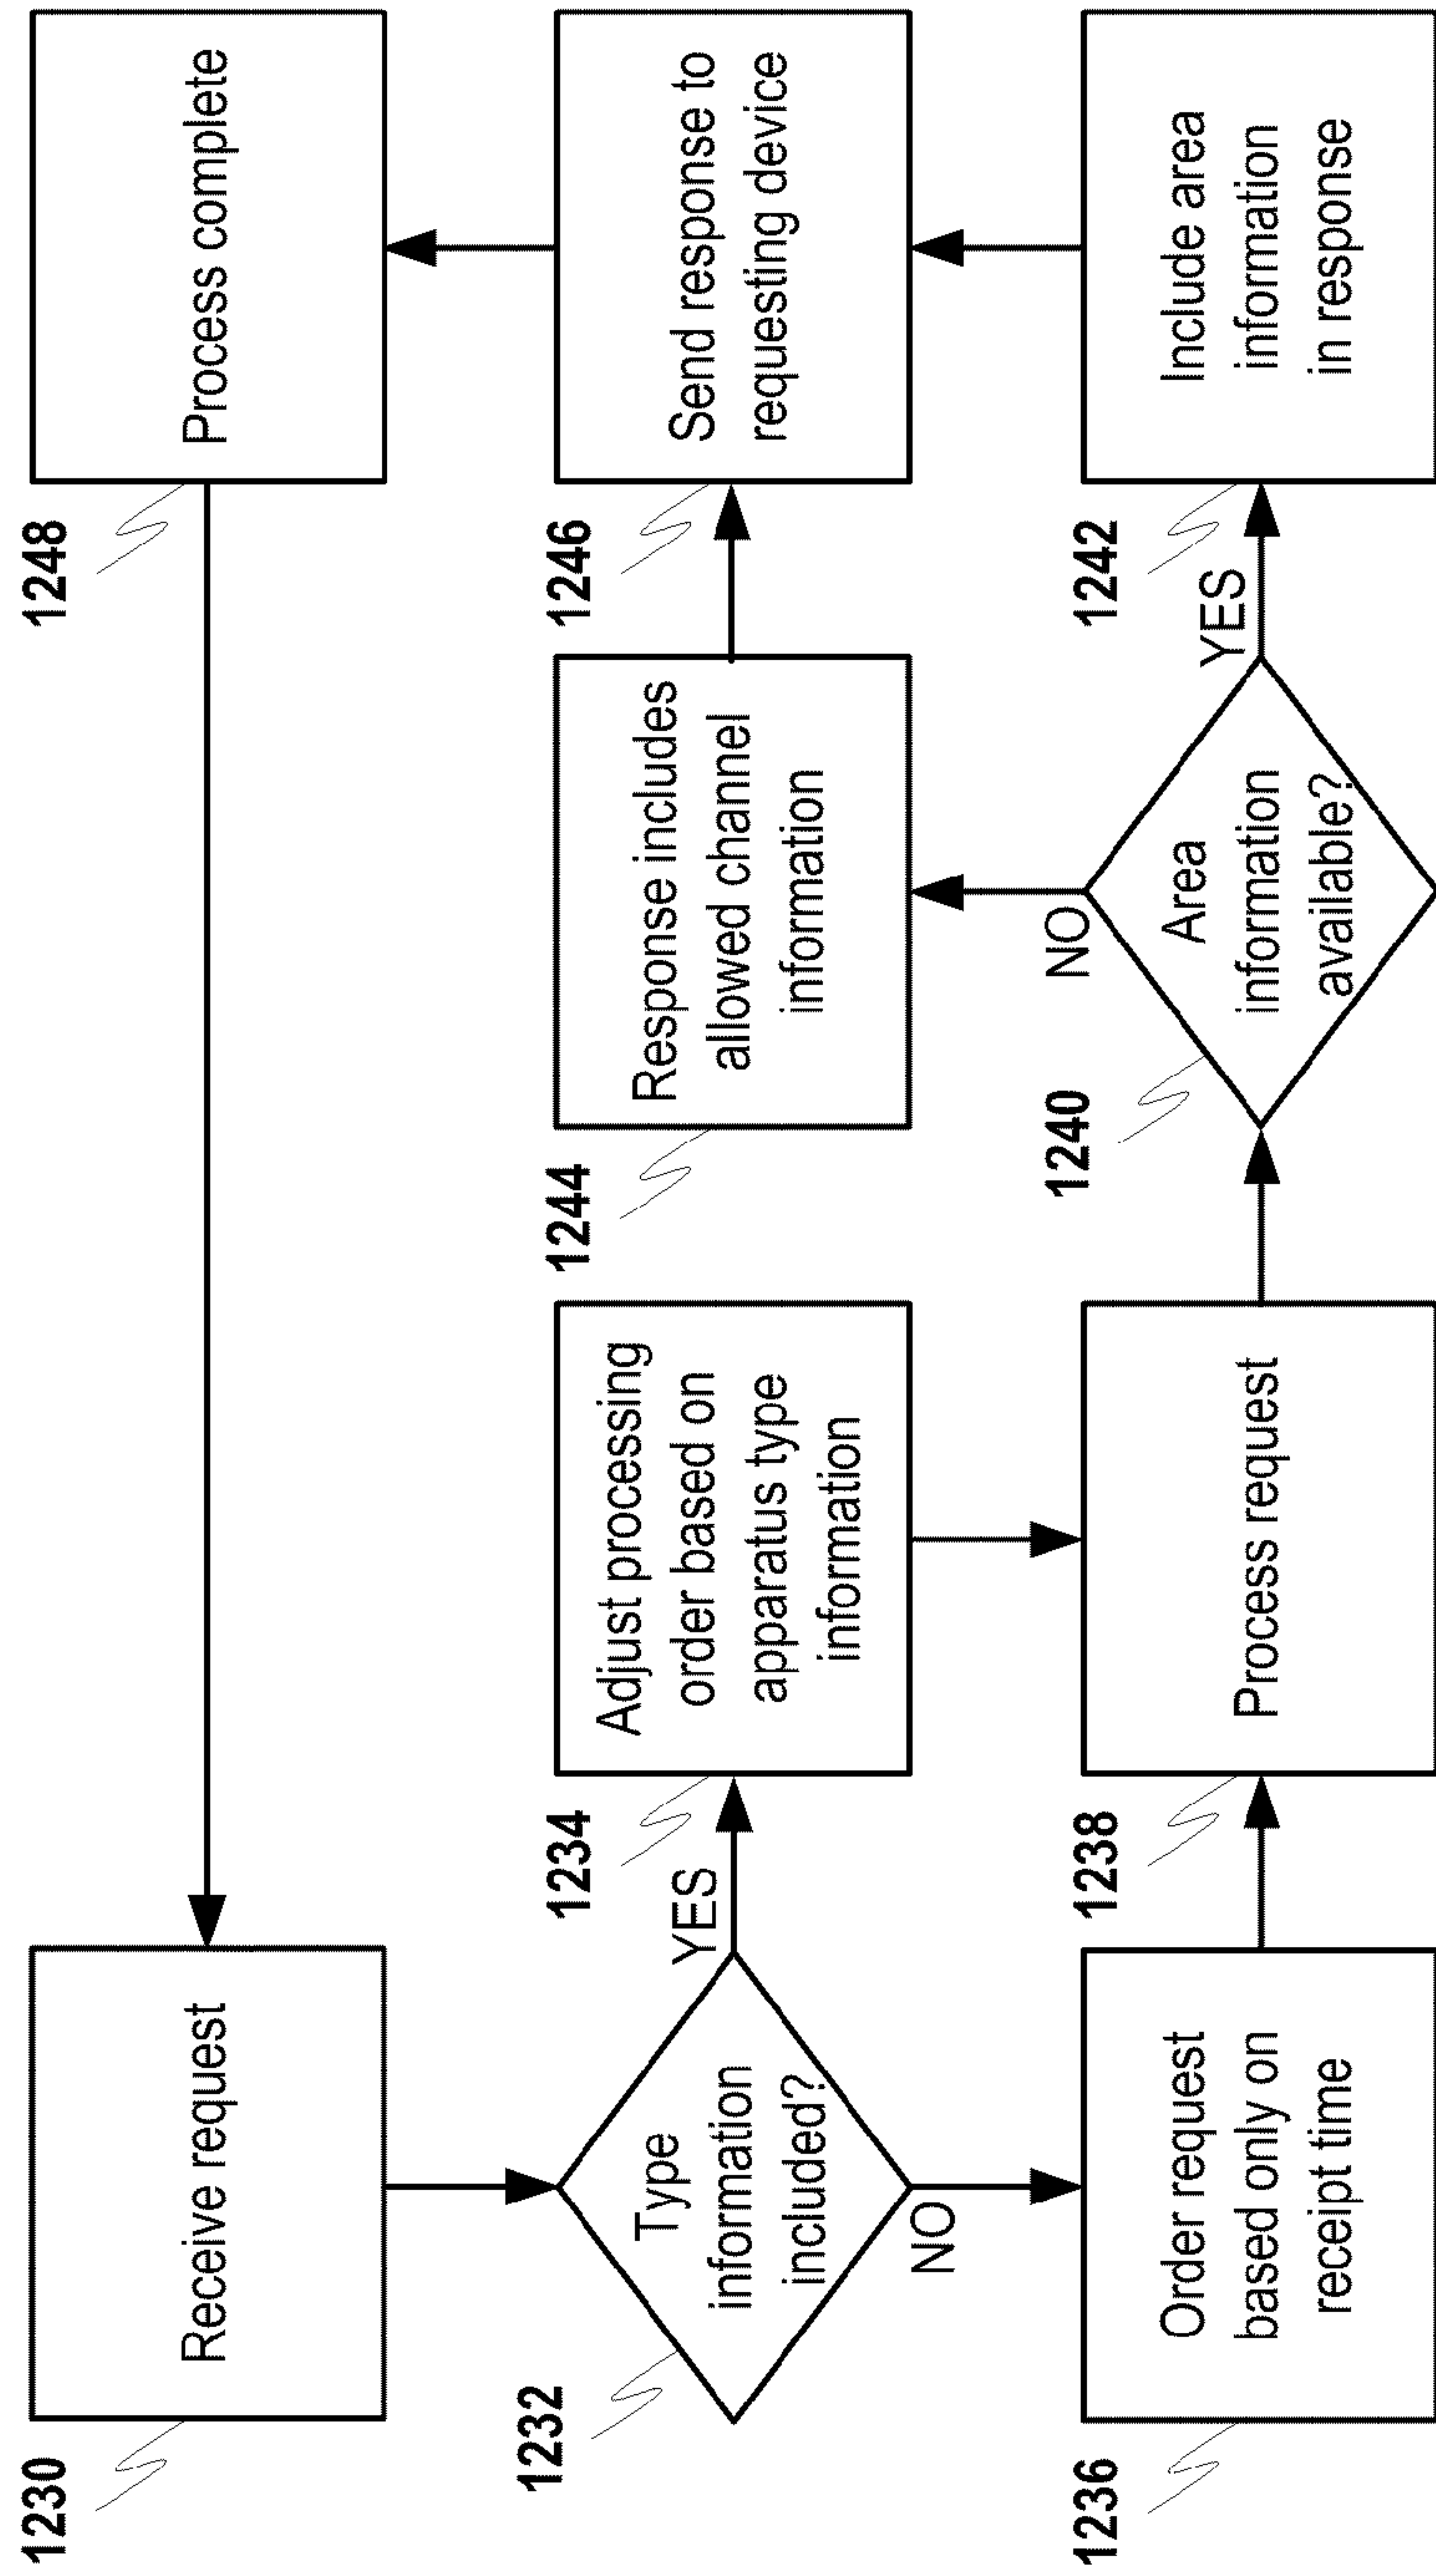 1230
Receive request
1232
Type
information
included?
YES
NO
1234
Adjust processing
order based on
apparatus type
information
1236
Order request
based only on
receipt time
1238
Process request
1240
Area
information
available?
NO
YES
1244
Response includes
allowed channel
information
1242
Include area
information
in response
1246
Send response to
requesting device
1248
Process complete